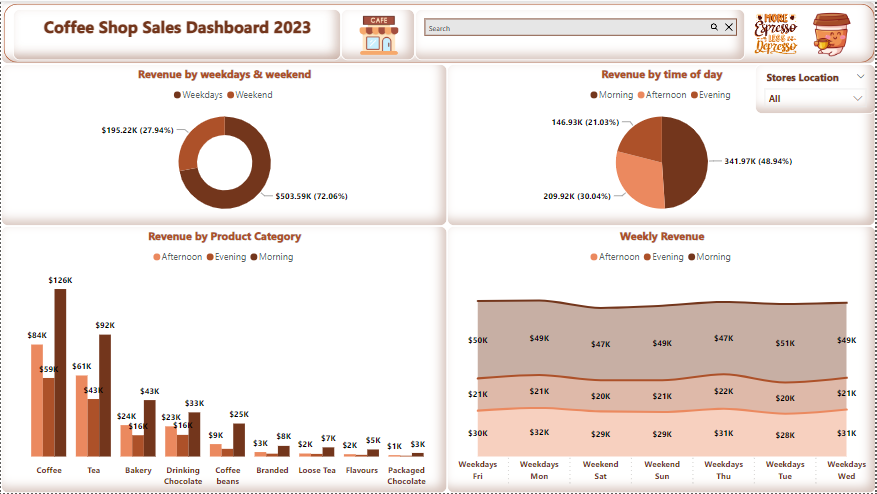 Coffee Shop Sales Dashboard 2023
CAFE
Search
MORE
Espresso
LESS
Depresso
Revenue by weekdays & weekend
Weekdays Weekend
$195.22K (27.94%)
$503.59K (72.06%)
Revenue by time of day
Morning Afternoon Evening
146.93K (21.03%)
341.97K (48.94%)
209.92K (30.04%)
Stores Location
All
Revenue by Product Category
Afternoon Evening Morning
$126K
$84K
$59K
$92K
$61K
$43K
$43K
$24K
$16K
$33K
$23K
$16K
$25K
$9K
$8K
$3K
$7K
$2K
$5K
$2K
$3K
$1K
Coffee Tea Bakery Drinking Chocolate Coffee beans Branded Loose Tea Flavours Packaged Chocolate
Weekly Revenue
Afternoon Evening Morning
$50K $49K $47K $49K $47K $51K $49K
$21K $21K $20K $21K $22K $20K $21K
$30K $32K $29K $29K $31K $28K $31K
Weekdays Weekdays Weekend Weekend Weekdays Weekdays Weekdays
Fri Mon Sat Sun Thu Tue Wed